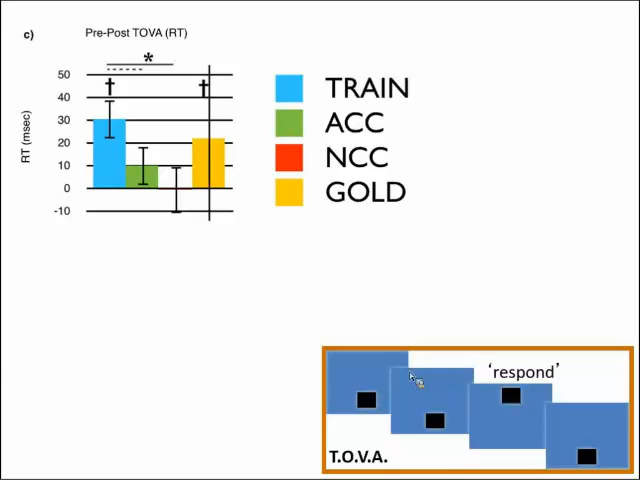 c)
Pre-Post TOVA (RT)
*
50
40
30
20
10
0
-10
RT (msec)
†
†
TRAIN
ACC
NCC
GOLD
'respond'
T.O.V.A.